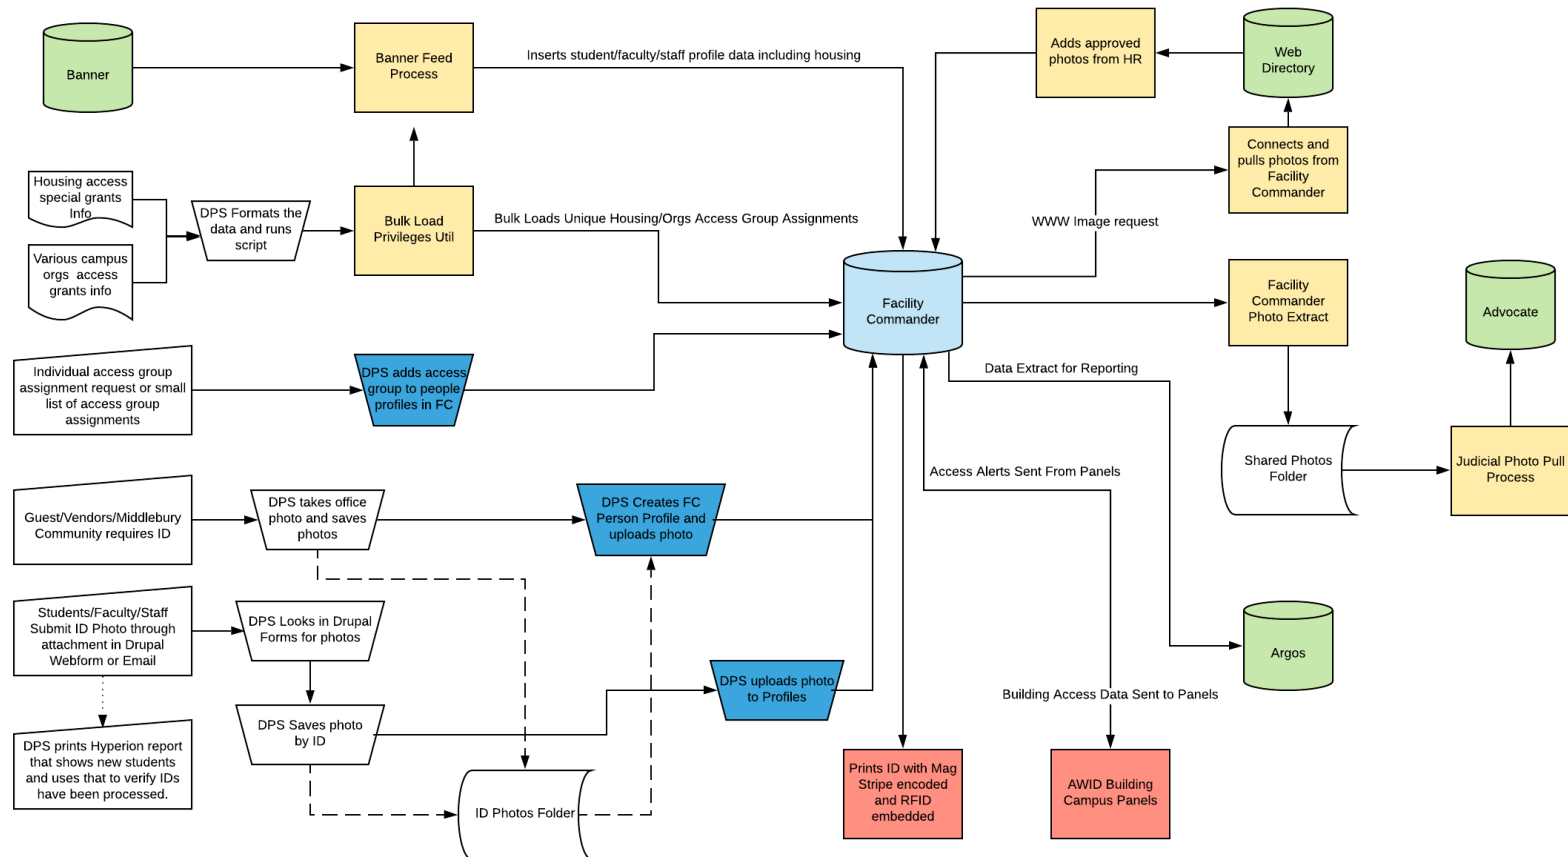 Banner
Banner Feed
Process
Inserts student/faculty/staff profile data including housing
Adds approved
photos from HR
Web
Directory
Connects and
pulls photos from
Facility
Commander
Housing access
special grants
Info
Various campus
orgs  access
grants info
DPS Formats the
data and runs
script
Bulk Load
Privileges Util
Bulk Loads Unique Housing/Orgs Access Group Assignments
WWW Image request
Facility
Commander
Facility
Commander
Photo Extract
Advocate
Individual access group
assignment request or small
list of access group
assignments
DPS adds access
group to people
profiles in FC
Data Extract for Reporting
Shared Photos
Folder
Judicial Photo Pull
Process
Access Alerts Sent From Panels
Guest/Vendors/Middlebury
Community requires ID
DPS takes office
photo and saves
photos
DPS Creates FC
Person Profile and
uploads photo
Students/Faculty/Staff
Submit ID Photo through
attachment in Drupal
Webform or Email
DPS Looks in Drupal
Forms for photos
DPS uploads photo
to Profiles
Argos
Building Access Data Sent to Panels
DPS prints Hyperion report
that shows new students
and uses that to verify IDs
have been processed.
DPS Saves photo
by ID
ID Photos Folder
Prints ID with Mag
Stripe encoded
and RFID
embedded
AWID Building
Campus Panels